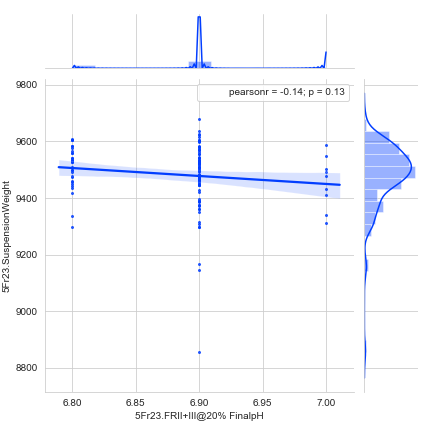 pearsonr = -0.14; p = 0.13
9800
9600
9400
9200
9000
8800
5Fr23.SuspensionWeight
6.80 6.85 6.90 6.95 7.00
5Fr23.FRII+III@20% FinalpH